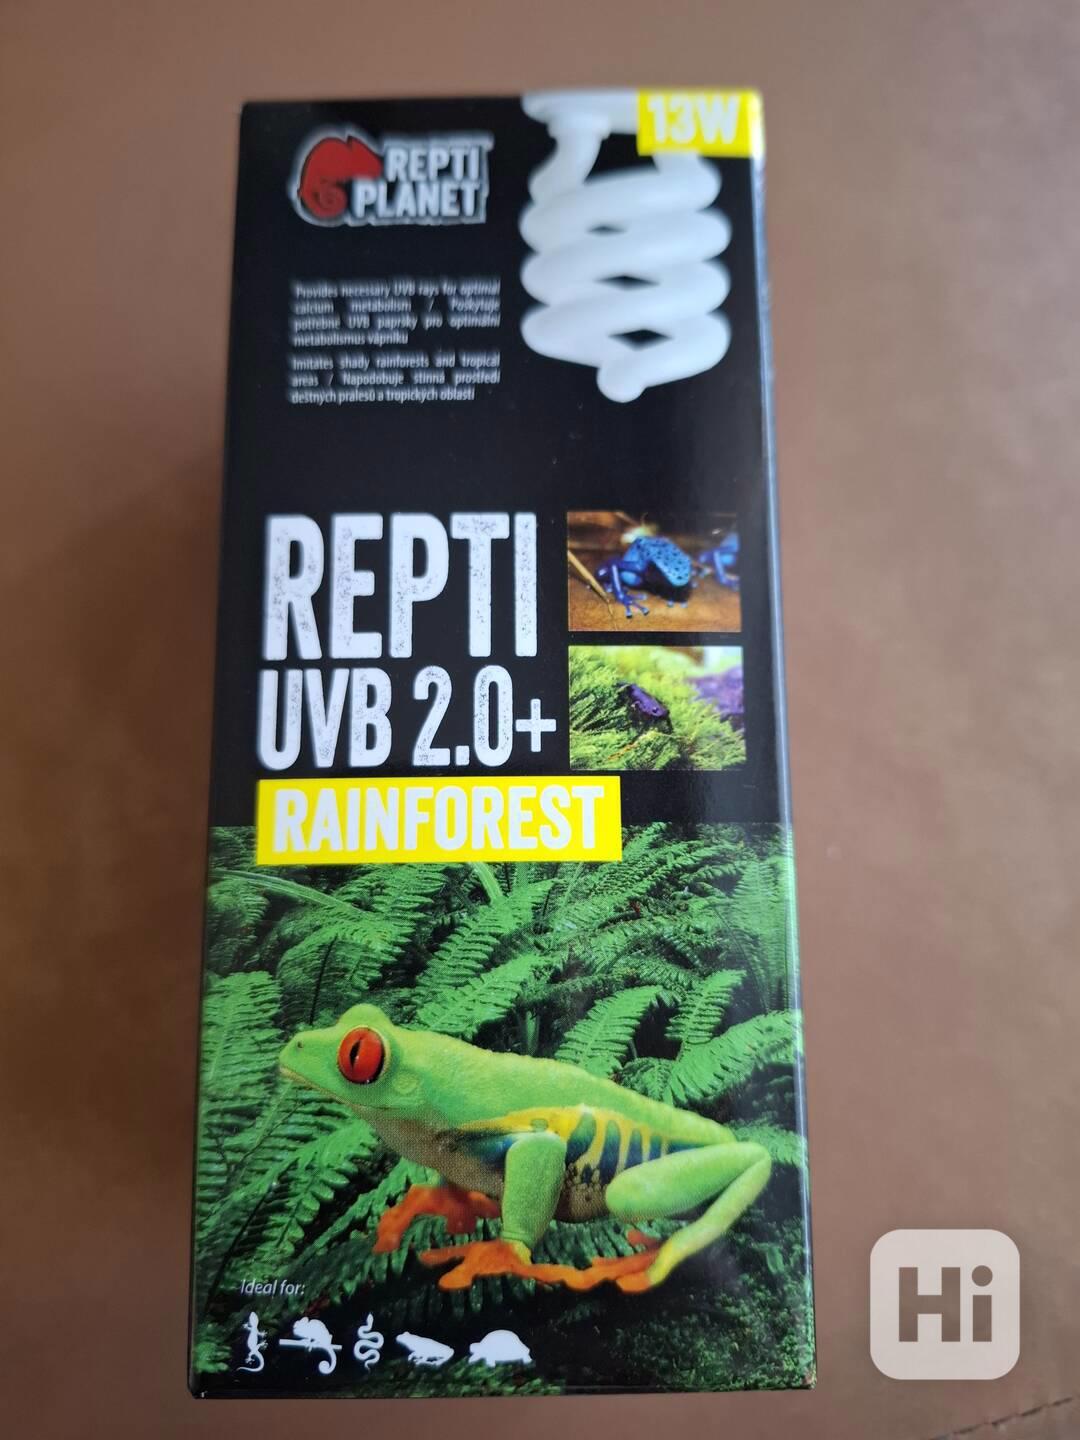 13W
REPTI
PLANET
Provides necessary UVB rays for optimal
calcium metabolism / Poskytuje
potřebné UVB paprsky pro optimální
metabolismus vápníku
Imitates shady rainforests and tropical
areas / Napodobuje stinná prostředí
deštných pralesů a tropických oblastí
REPTI
UVB 2.0+
RAINFOREST
Ideal for:
Hi